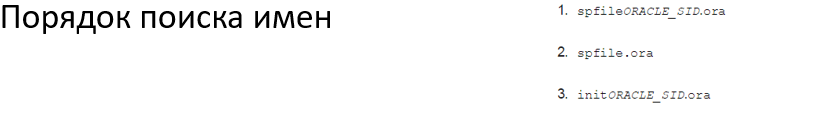 Порядок поиска имен
1. spfileORACLE_SID.ora
2. spfile.ora
3. initORACLE_SID.ora